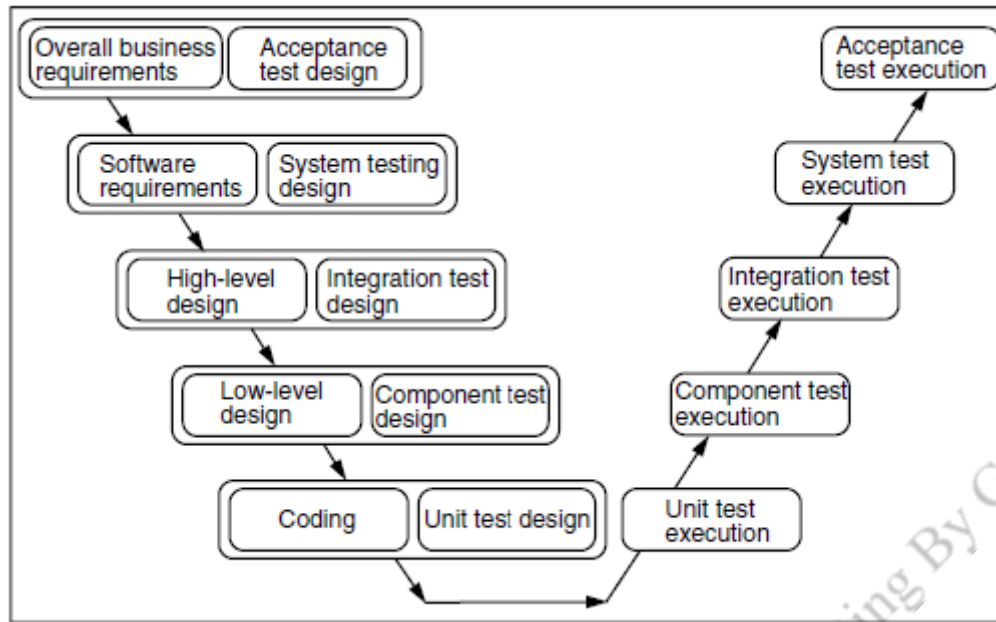 Overall business
requirements
Acceptance
test design
Acceptance
test execution
Software
requirements
System testing
design
System test
execution
High-level
design
Integration test
design
Integration test
execution
Low-level
design
Component test
design
Component test
execution
Coding
Unit test design
Unit test
execution
ing By C